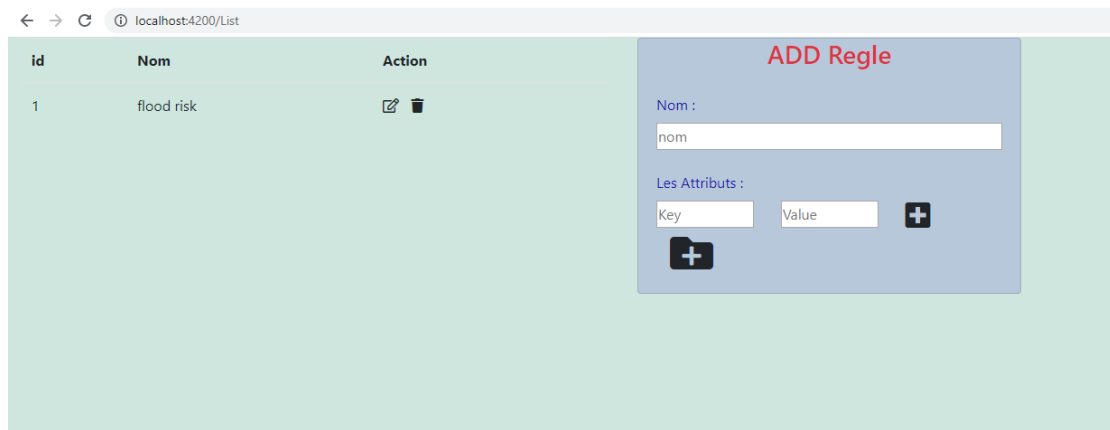 localhost:4200/List
id Nom Action
1 flood risk
ADD Regle
Nom :
nom
Les Attributs :
Key Value